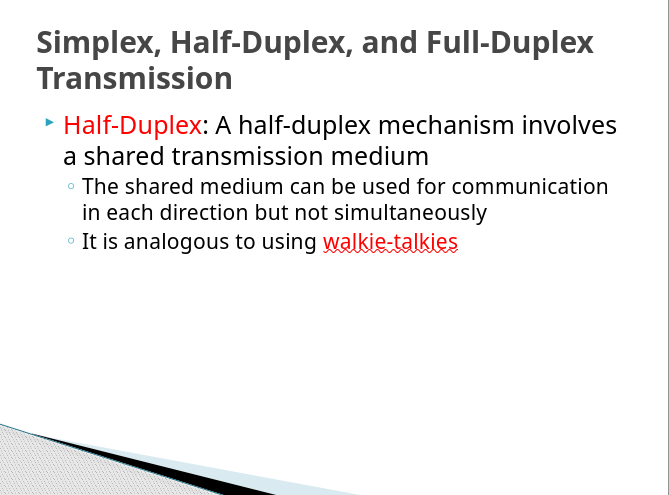 Simplex, Half-Duplex, and Full-Duplex
Transmission
Half-Duplex: A half-duplex mechanism involves
a shared transmission medium
The shared medium can be used for communication
in each direction but not simultaneously
It is analogous to using walkie-talkies